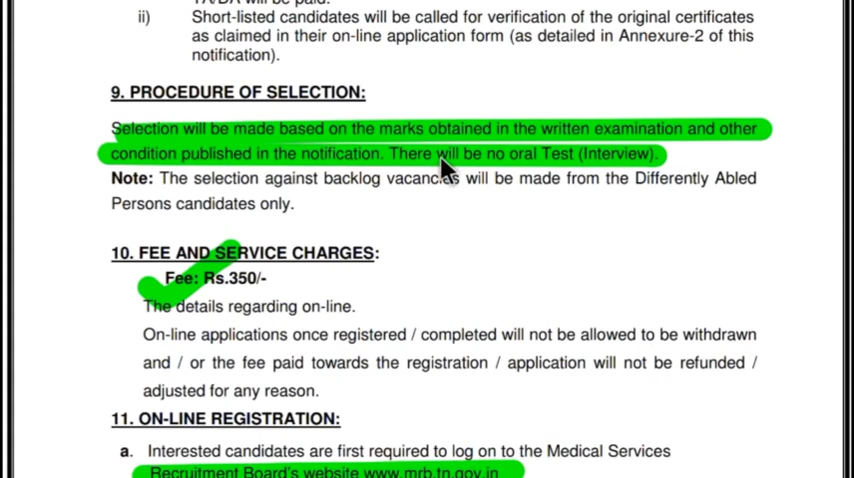 TA/DA will be paid.
ii) Short-listed candidates will be called for verification of the original certificates
as claimed in their on-line application form (as detailed in Annexure-2 of this
notification).
9. PROCEDURE OF SELECTION:
Selection will be made based on the marks obtained in the written examination and other
condition published in the notification. There will be no oral Test (Interview).
Note: The selection against backlog vacancies will be made from the Differently Abled
Persons candidates only.
10. FEE AND SERVICE CHARGES:
Fee: Rs.350/-
The details regarding on-line.
On-line applications once registered / completed will not be allowed to be withdrawn
and / or the fee paid towards the registration / application will not be refunded /
adjusted for any reason.
11. ON-LINE REGISTRATION:
a. Interested candidates are first required to log on to the Medical Services
Recruitment Board's website www.mrb.tn.gov.in